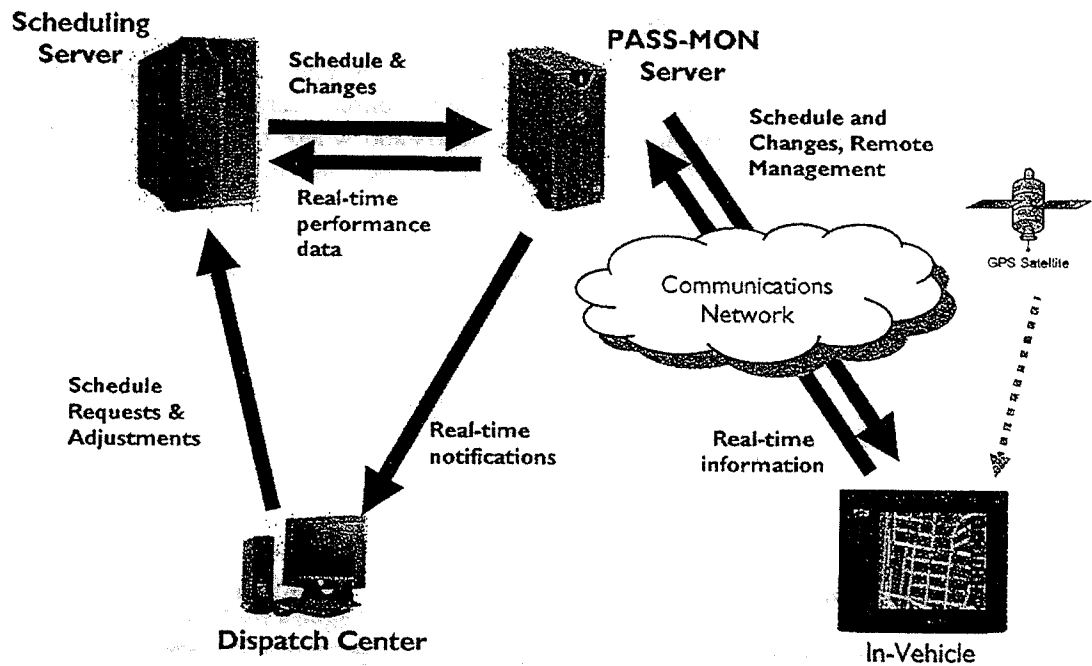 Scheduling
Server
PASS-MON
Server
Schedule &
Changes
Real-time
performance
data
Schedule and
Changes, Remote
Management
GPS Satellite
Communications
Network
Schedule
Requests &
Adjustments
Real-time
notifications
Real-time
information
Dispatch Center
In-Vehicle